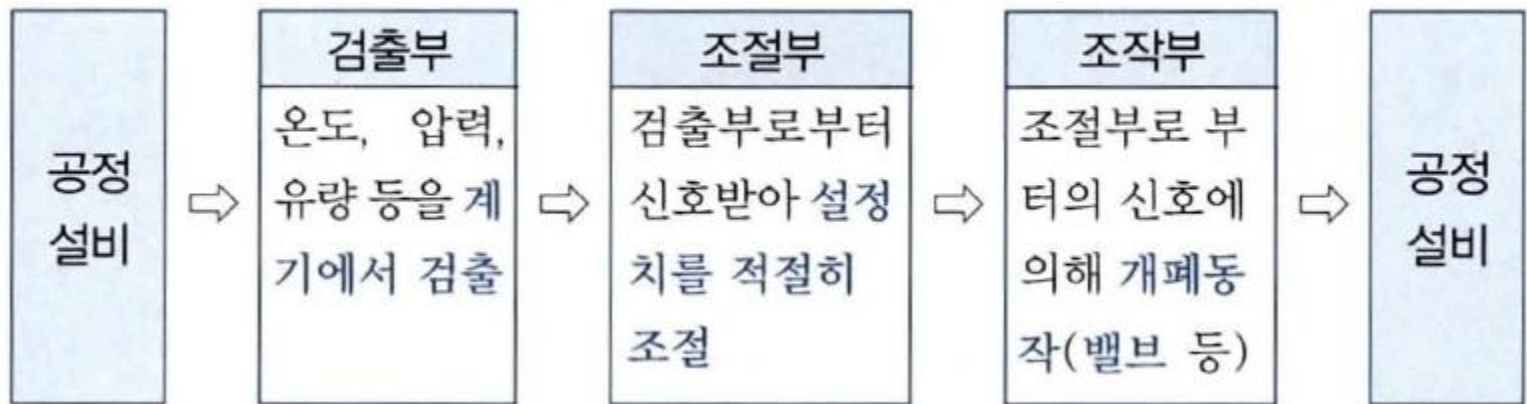 공정
설비
검출부
온도, 압력,
유량 등을 계
기에서 검출
조절부
검출부로부터
신호받아 설정
치를 적절히
조절
조작부
조절부로 부
터의 신호에
의해 개폐동
작(밸브 등)
공정
설비